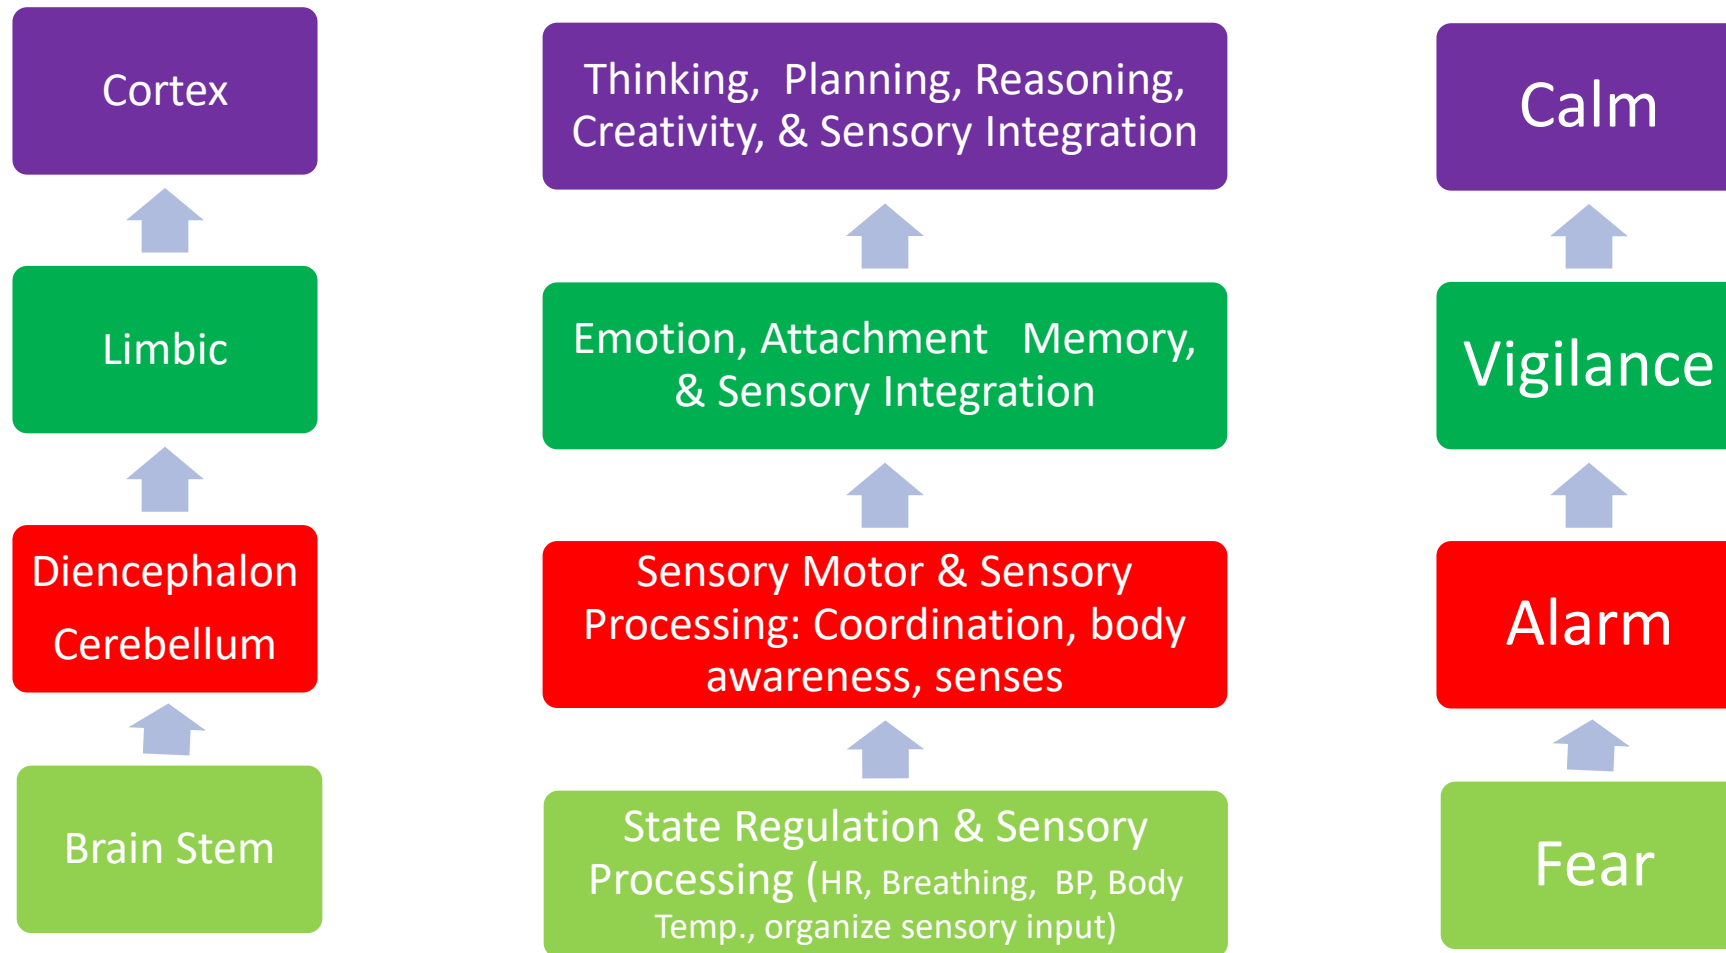 Cortex
Thinking, Planning, Reasoning,
Creativity, & Sensory Integration
Calm
Limbic
Emotion, Attachment Memory,
& Sensory Integration
Vigilance
Diencephalon
Cerebellum
Sensory Motor & Sensory
Processing: Coordination, body
awareness, senses
Alarm
Brain Stem
State Regulation & Sensory
Processing (HR, Breathing, BP, Body
Temp., organize sensory input)
Fear